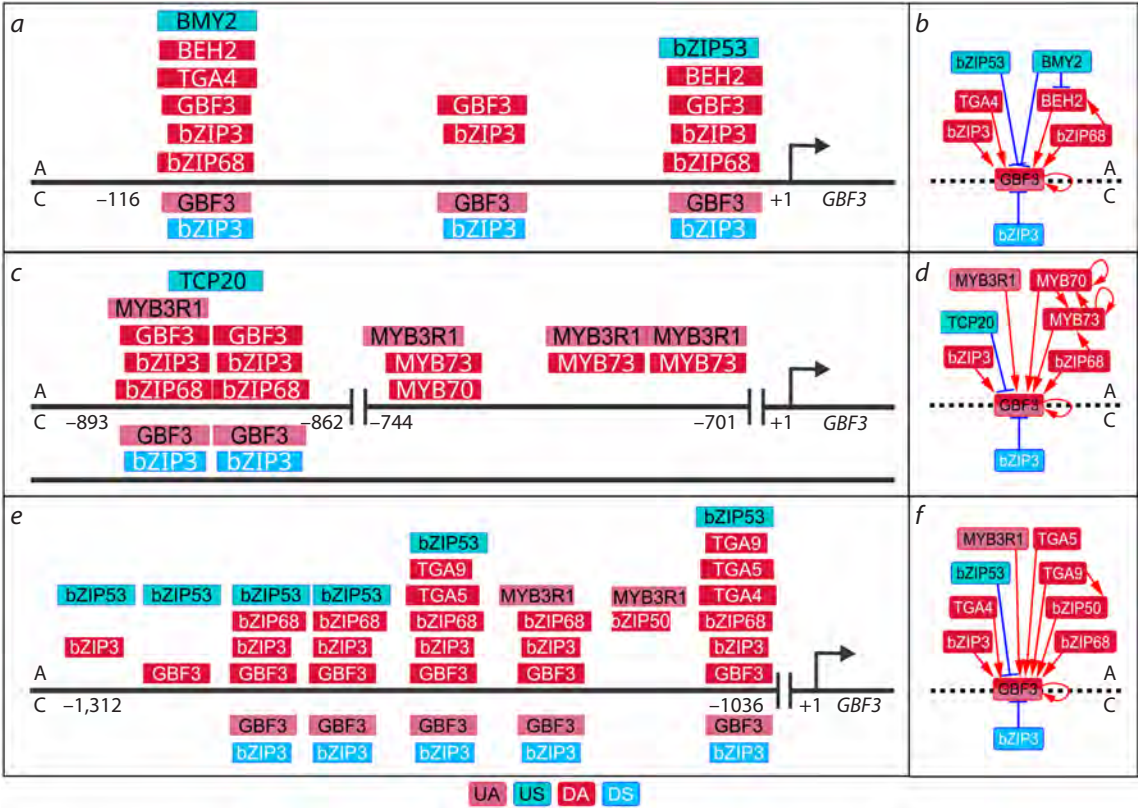 a
BMY2
BEH2
TGA4
GBF3
bZIP3
bZIP68
GBF3
bZIP3
bZIP53
BEH2
GBF3
bZIP3
bZIP68
A
C
–116
GBF3
bZIP3
GBF3
bZIP3
GBF3
bZIP3
+1
GBF3
b
bZIP53 BMY2
TGA4 BEH2
bZIP3 bZIP68
GBF3 A
C
bZIP3
c
TCP20
MYB3R1
GBF3 GBF3
bZIP3 bZIP3
bZIP68 bZIP68
MYB3R1
MYB73
MYB70
MYB3R1 MYB3R1
MYB73 MYB73
A
C –893 –862 –744 –701 +1 GBF3
GBF3 GBF3
bZIP3 bZIP3
d
MYB3R1 MYB70
TCP20 MYB73
bZIP3 bZIP68
GBF3 A
C
bZIP3
e
bZIP53
bZIP3
bZIP53
GBF3
bZIP53
bZIP68
bZIP3
GBF3
bZIP53
bZIP68
bZIP3
GBF3
bZIP53
TGA9
TGA5
bZIP68
bZIP3
GBF3
MYB3R1
bZIP68
bZIP3
GBF3
MYB3R1
bZIP50
bZIP53
TGA9
TGA5
TGA4
bZIP68
bZIP3
GBF3
A
C –1,312 –1036 +1 GBF3
GBF3 GBF3 GBF3 GBF3 GBF3
bZIP3 bZIP3 bZIP3 bZIP3 bZIP3
f
MYB3R1 TGA5
bZIP53 TGA9
TGA4 bZIP50
bZIP3 bZIP68
GBF3 A
C
bZIP3
UA US DA DS